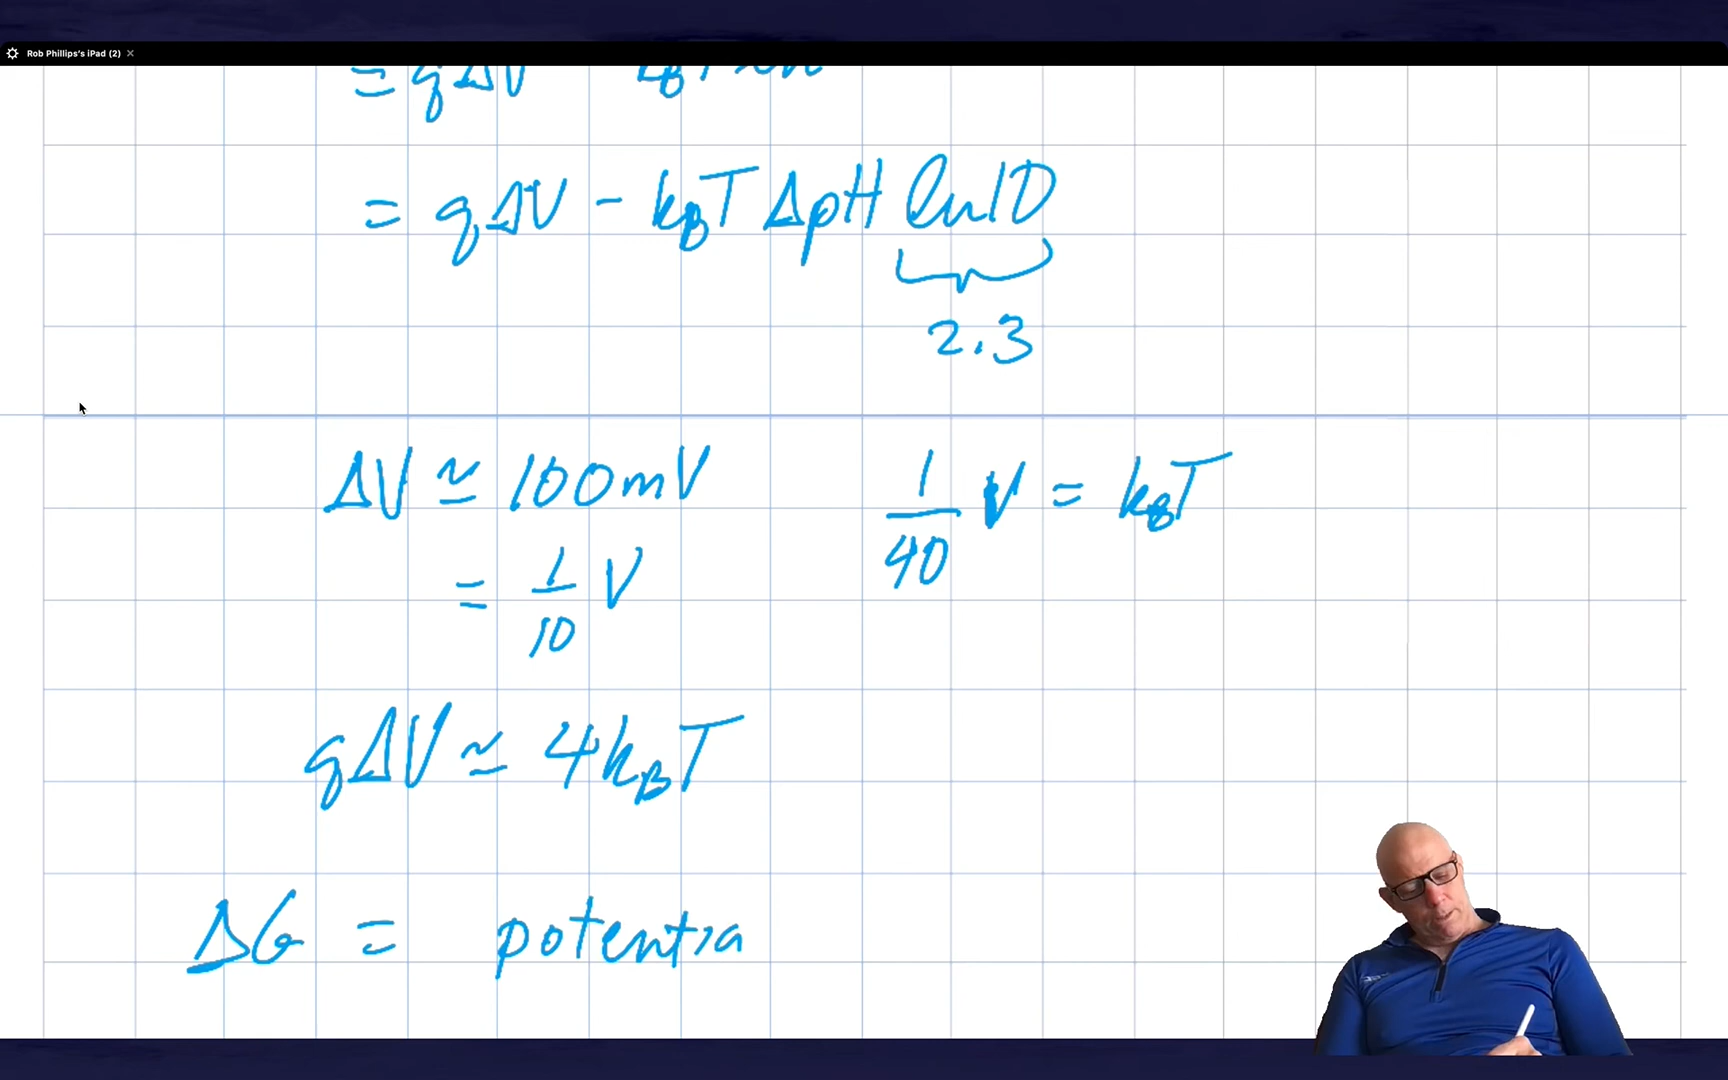 Rob Phillips's iPad (2)
= qΔV
= qΔV - k_BT ΔpH ln10
2.3
ΔV ≃ 100mV
1/40 V = k_BT
= 1/10 V
qΔV ≃ 4k_BT
ΔG = potentia